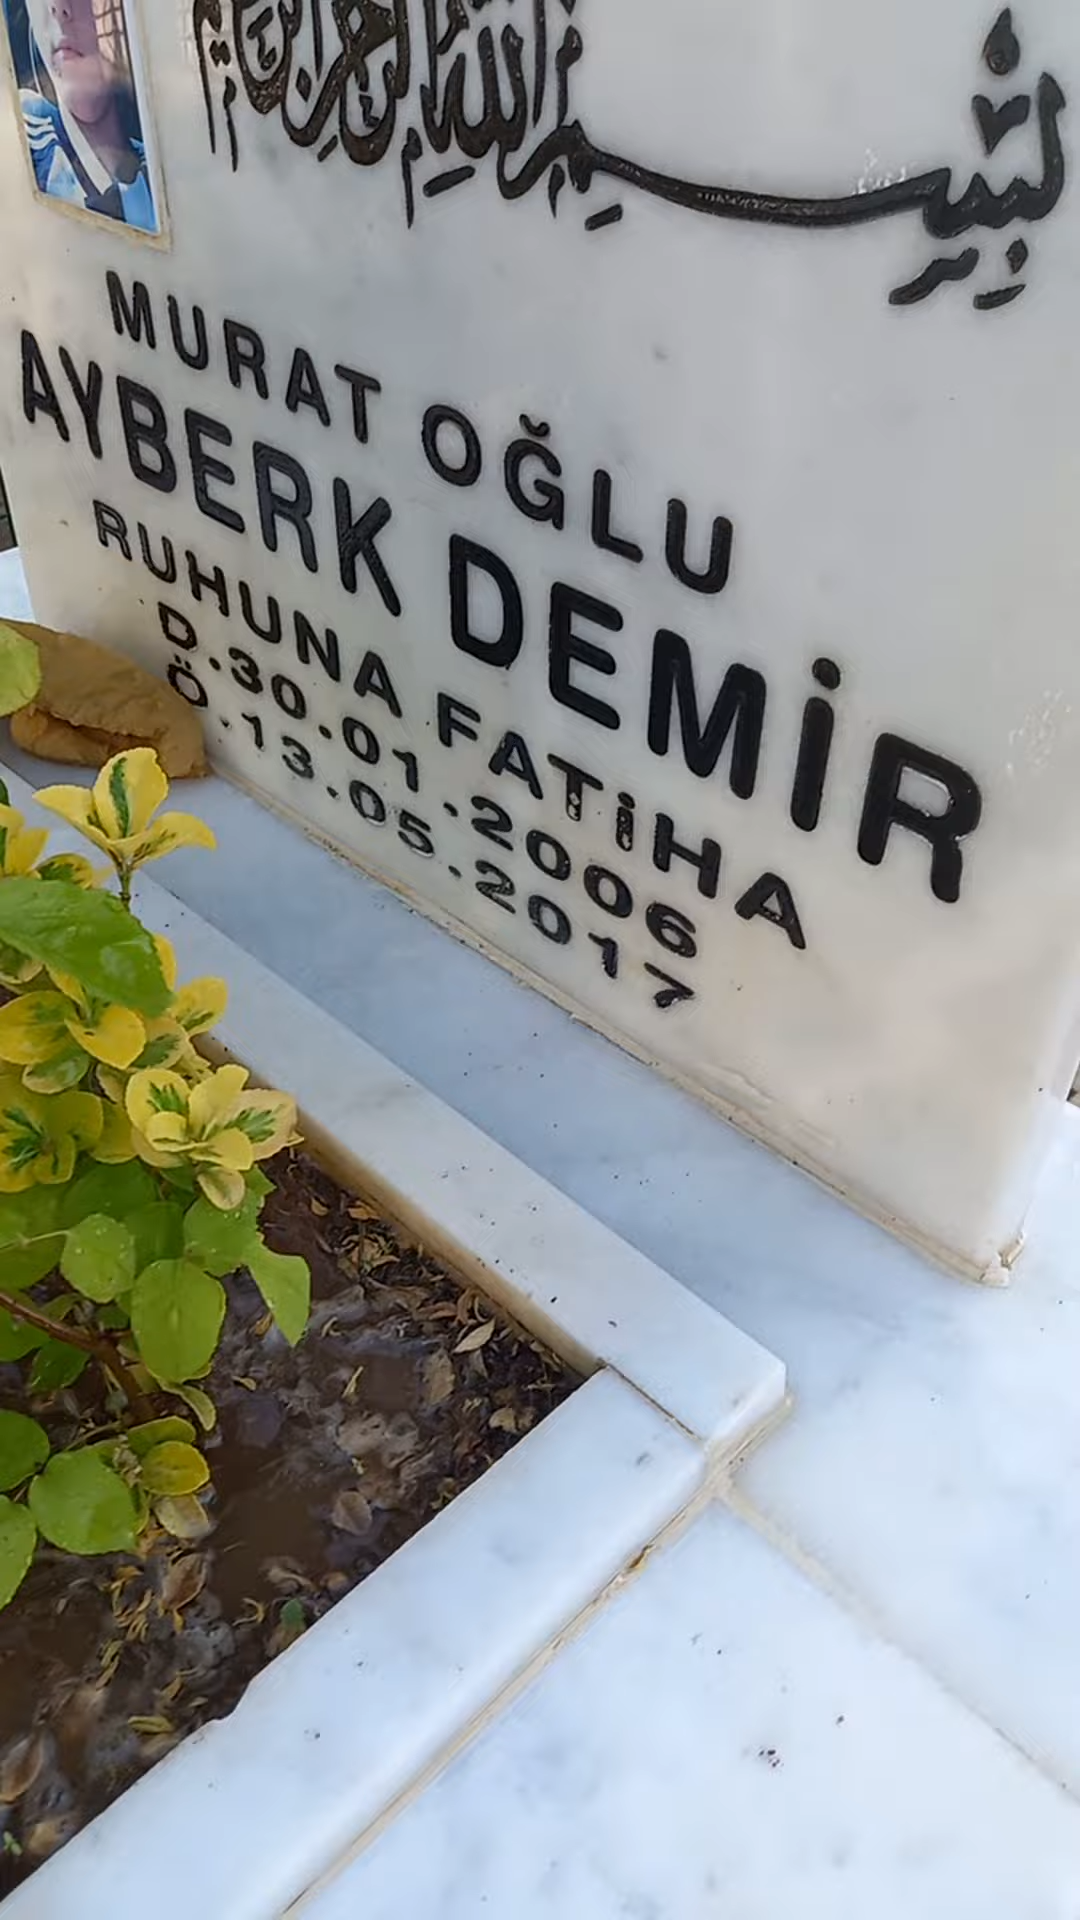 بسم الله الرحمن الرحيم
MURAT OĞLU
AYBERK DEMİR
RUHUNA FATİHA
D.30.01.2006
Ö.13.05.2017